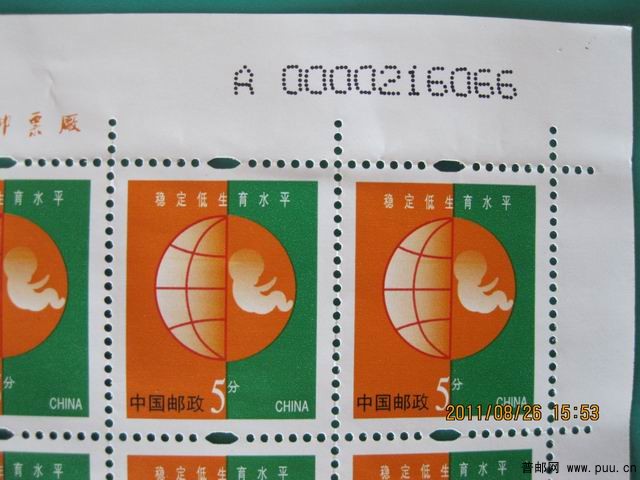 A 0000216066
邮票厂
育水平
稳定低生育水平
稳定低生育水平
分
CHINA
中国邮政 5分
CHINA
中国邮政 5分
CHINA
2011/08/26 15:53
育水平
稳定低生育水平
稳定低生
普邮网 www.puu.cn